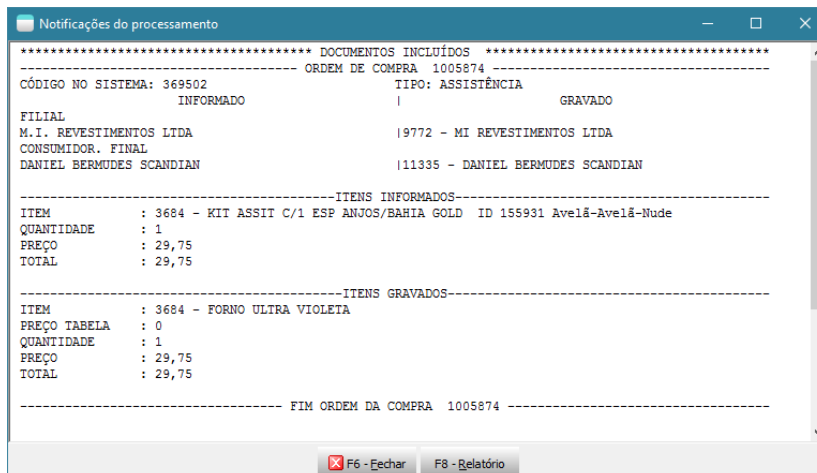 Notificações do processamento
*************************************** DOCUMENTOS INCLUÍDOS **************************************
------------------------------------- ORDEM DE COMPRA 1005874 -------------------------------------
CÓDIGO NO SISTEMA: 369502 TIPO: ASSISTÊNCIA
INFORMADO | GRAVADO
FILIAL
M.I. REVESTIMENTOS LTDA |9772 - MI REVESTIMENTOS LTDA
CONSUMIDOR. FINAL
DANIEL BERMUDES SCANDIAN |11335 - DANIEL BERMUDES SCANDIAN
------------------------------------------ITENS INFORMADOS------------------------------------------
ITEM : 3684 - KIT ASSIT C/1 ESP ANJOS/BAHIA GOLD ID 155931 Avelã-Avelã-Nude
QUANTIDADE : 1
PREÇO : 29,75
TOTAL : 29,75
-------------------------------------------ITENS GRAVADOS-------------------------------------------
ITEM : 3684 - FORNO ULTRA VIOLETA
PREÇO TABELA : 0
QUANTIDADE : 1
PREÇO : 29,75
TOTAL : 29,75
----------------------------------- FIM ORDEM DA COMPRA 1005874 -----------------------------------
F6 - Fechar F8 - Relatório